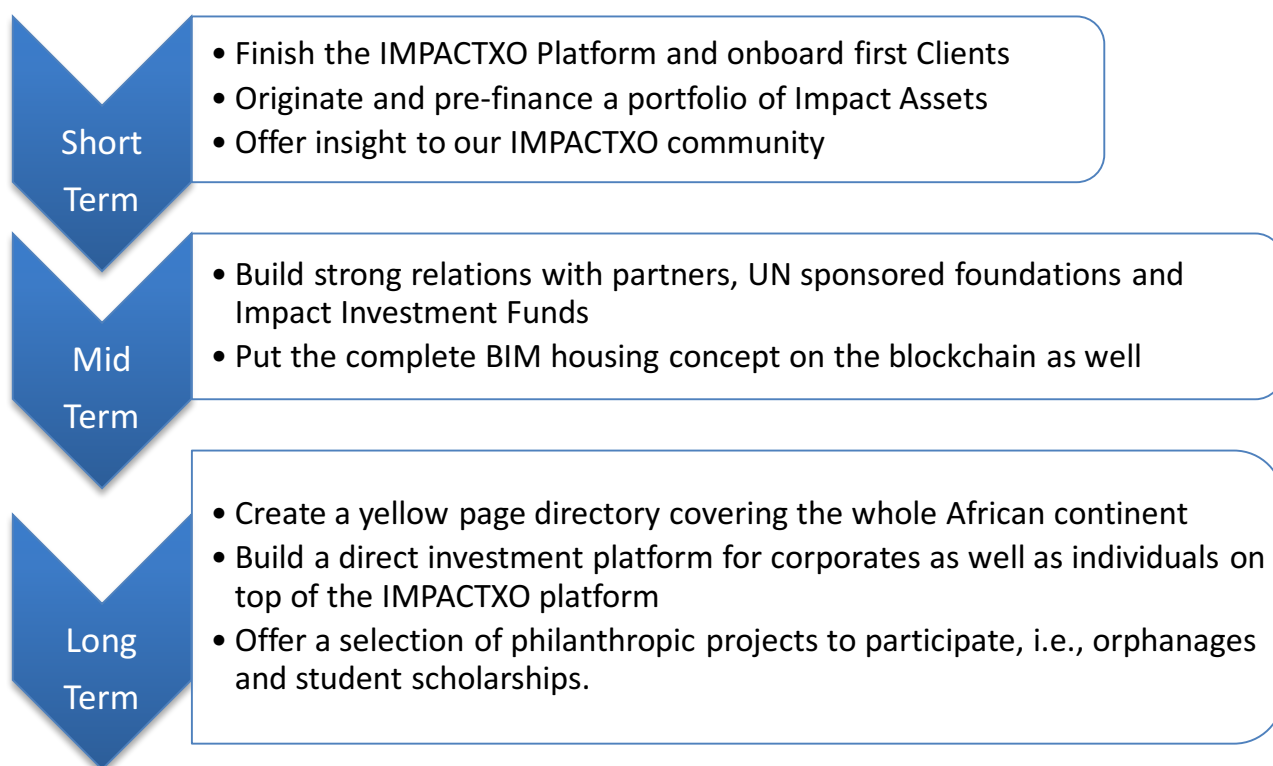 Short
Term
• Finish the IMPACTXO Platform and onboard first Clients
• Originate and pre-finance a portfolio of Impact Assets
• Offer insight to our IMPACTXO community
Mid
Term
• Build strong relations with partners, UN sponsored foundations and
Impact Investment Funds
• Put the complete BIM housing concept on the blockchain as well
Long
Term
• Create a yellow page directory covering the whole African continent
• Build a direct investment platform for corporates as well as individuals on
top of the IMPACTXO platform
• Offer a selection of philanthropic projects to participate, i.e., orphanages
and student scholarships.